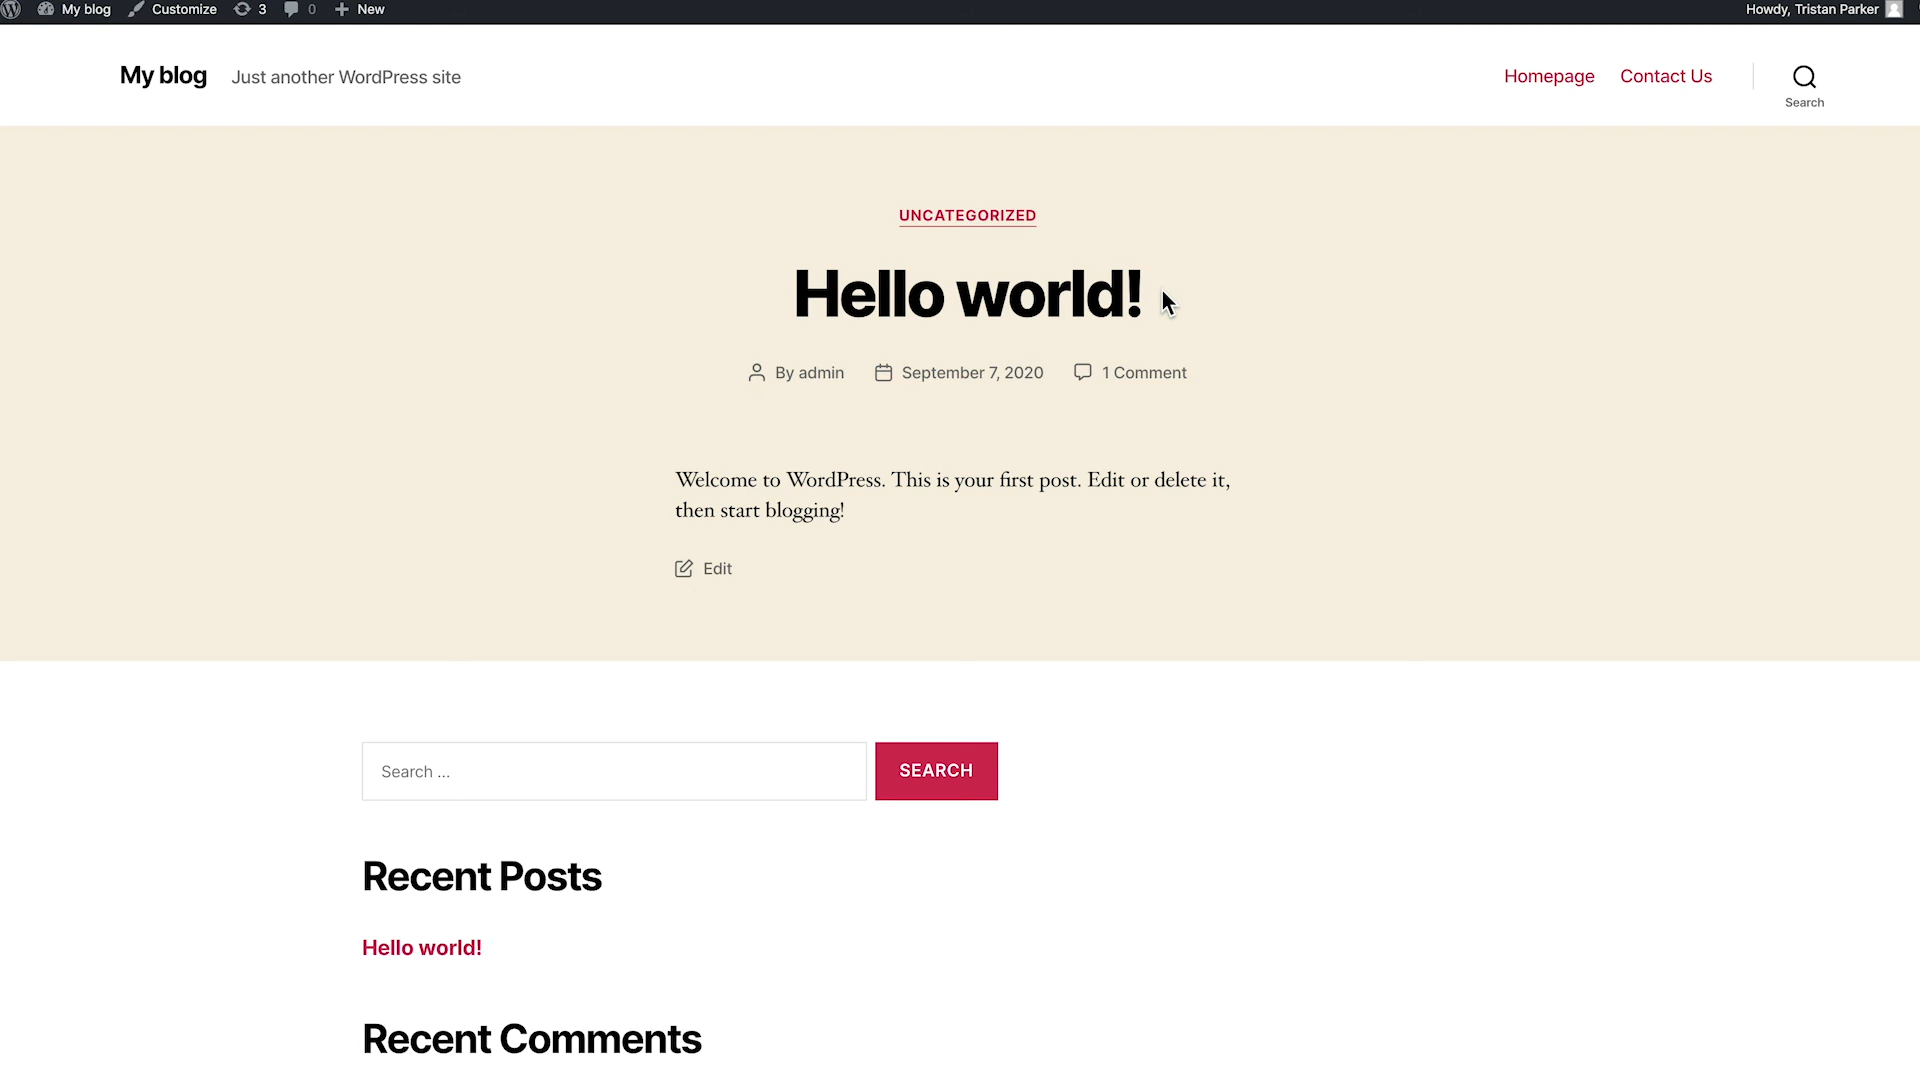 My blog Customize 3 0 New Howdy, Tristan Parker
My blog Just another WordPress site Homepage Contact Us
Search
UNCATEGORIZED
Hello world!
By admin September 7, 2020 1 Comment
Welcome to WordPress. This is your first post. Edit or delete it,
then start blogging!
Edit
Search ... SEARCH
Recent Posts
Hello world!
Recent Comments